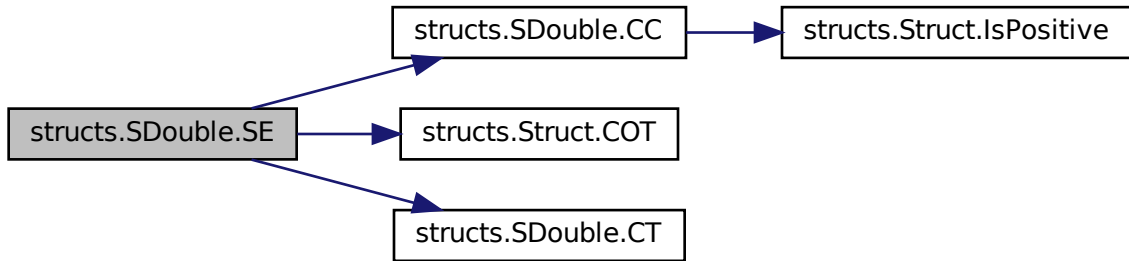 structs.SDouble.CC
structs.Struct.IsPositive
structs.SDouble.SE
structs.Struct.COT
structs.SDouble.CT